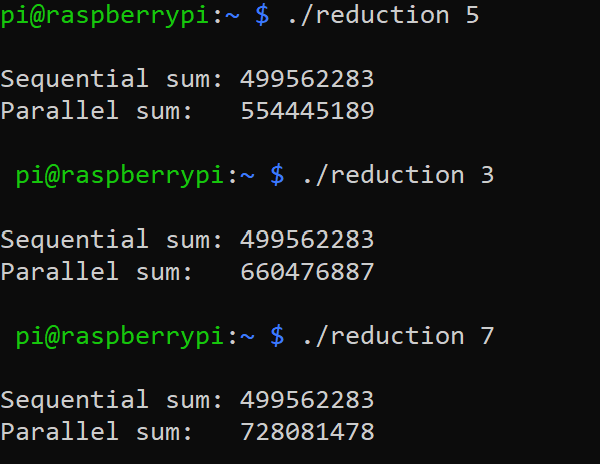 pi@raspberrypi:~ $ ./reduction 5
Sequential sum: 499562283
Parallel sum:   554445189
pi@raspberrypi:~ $ ./reduction 3
Sequential sum: 499562283
Parallel sum:   660476887
pi@raspberrypi:~ $ ./reduction 7
Sequential sum: 499562283
Parallel sum:   728081478